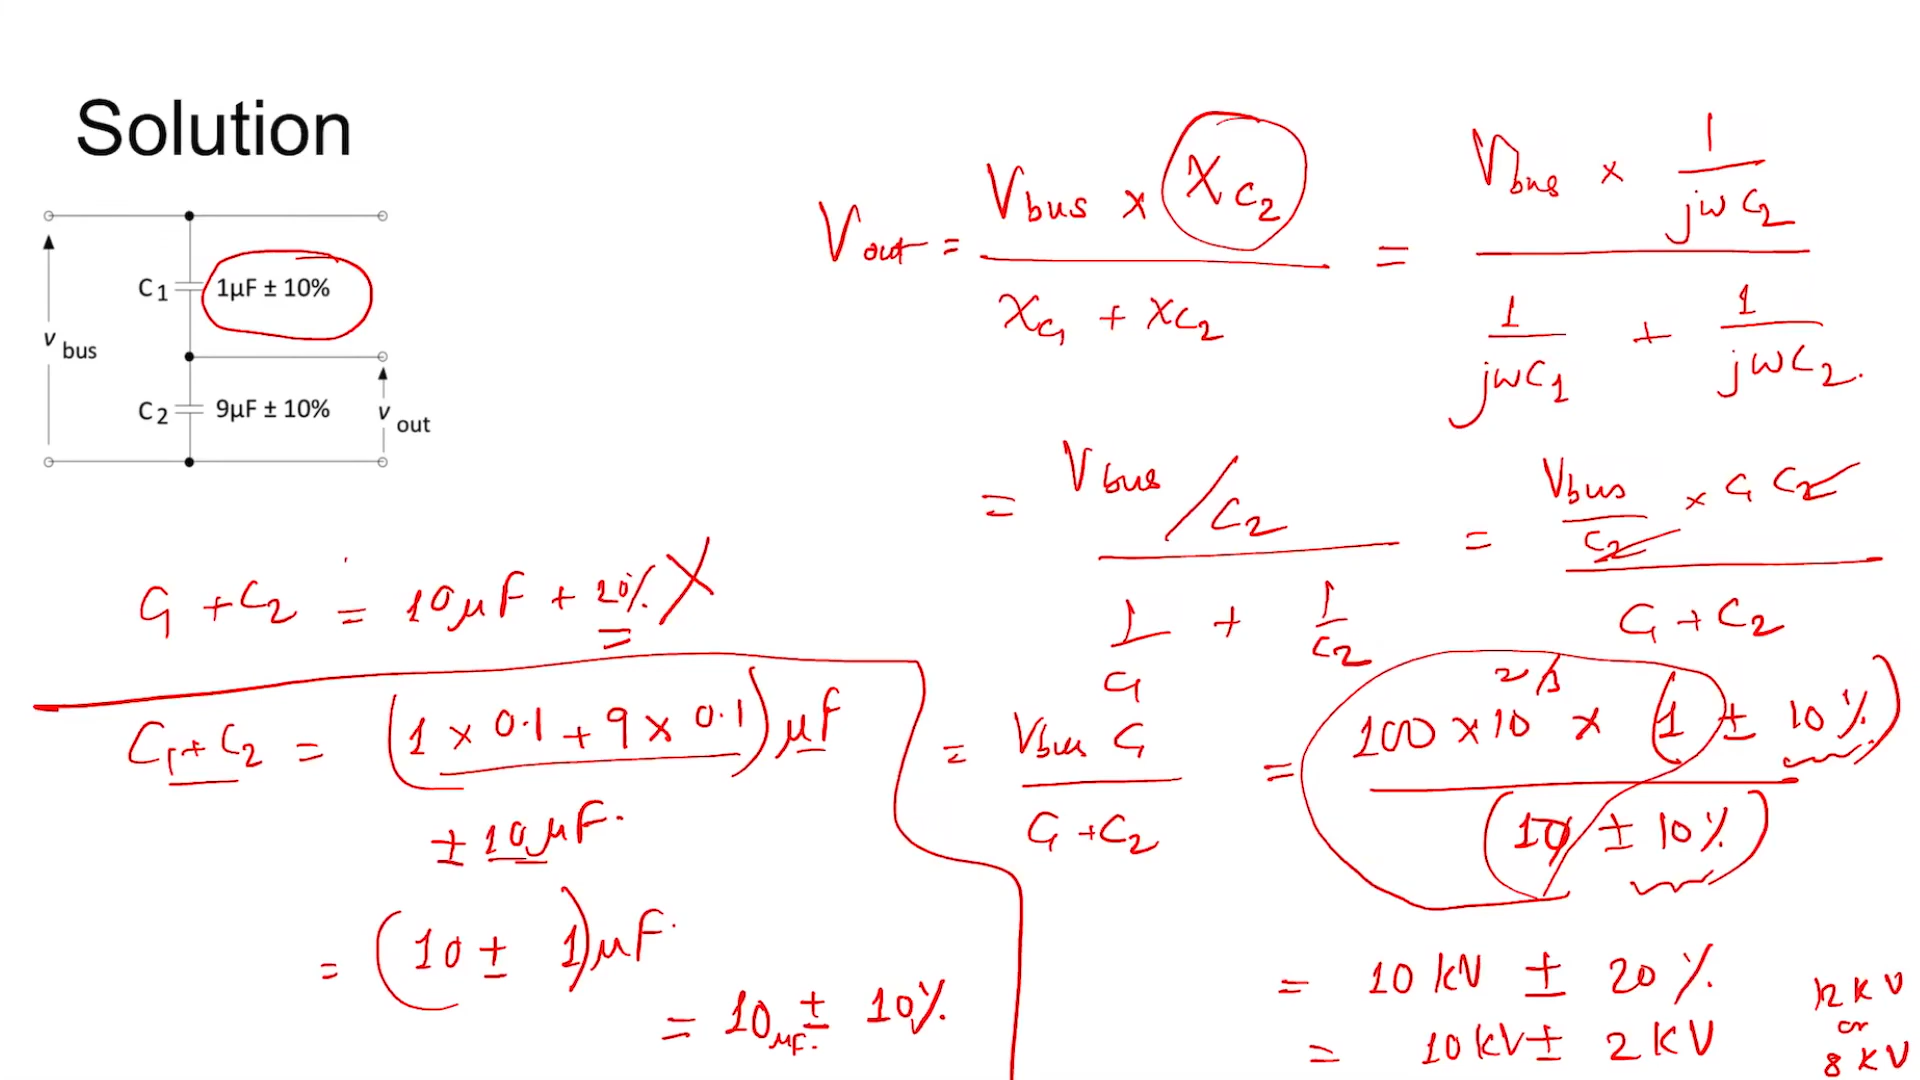 Solution
C1 1μF ± 10%
v bus
C2 9μF ± 10%
v out
Vout = Vbus × XC2 / XC1 + XC2 = Vbus × 1/jωC2 / 1/jωC1 + 1/jωC2.
= Vbus/C2 / 1/C1 + 1/C2 = Vbus/C2 × C1 C2 / C1 + C2
= Vbus C1 / C1 + C2 = 100 × 10^3 × (1 ± 10%) / (10 ± 10%)
= 10 kV ± 20%.
= 10 kV ± 2 KV
12 KV
or
8 KV
C1 + C2 = 10μF + 20% X
C1 + C2 = (1 × 0.1 + 9 × 0.1) μF
± 10μF.
= (10 ± 1)μF.
= 10μF. ± 10%.